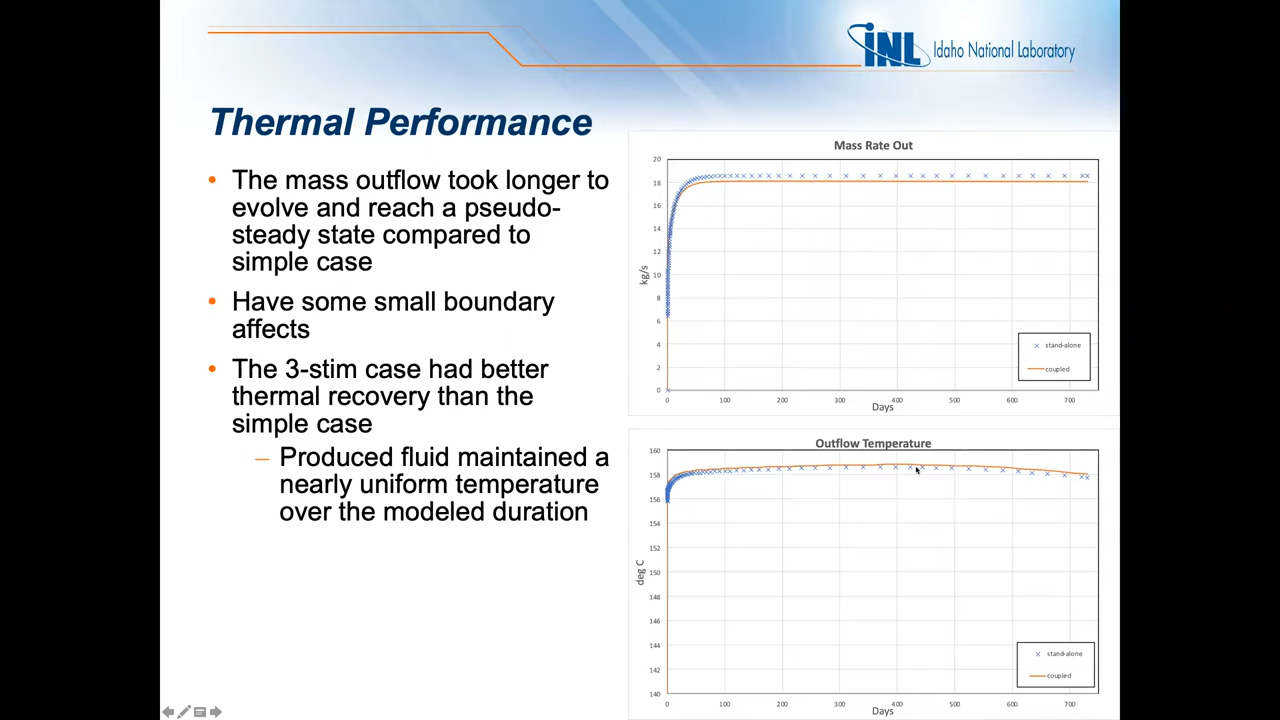 INL Idaho National Laboratory
Thermal Performance
• The mass outflow took longer to
evolve and reach a pseudo-
steady state compared to
simple case
• Have some small boundary
affects
• The 3-stim case had better
thermal recovery than the
simple case
– Produced fluid maintained a
nearly uniform temperature
over the modeled duration
Mass Rate Out
20
18
16
14
12
10
8
6
4
2
0
kg/s
0 100 200 300 400 500 600 700
Days
stand-alone
coupled
Outflow Temperature
160
158
156
154
152
150
148
146
144
142
140
deg C
0 100 200 300 400 500 600 700
Days
stand-alone
coupled